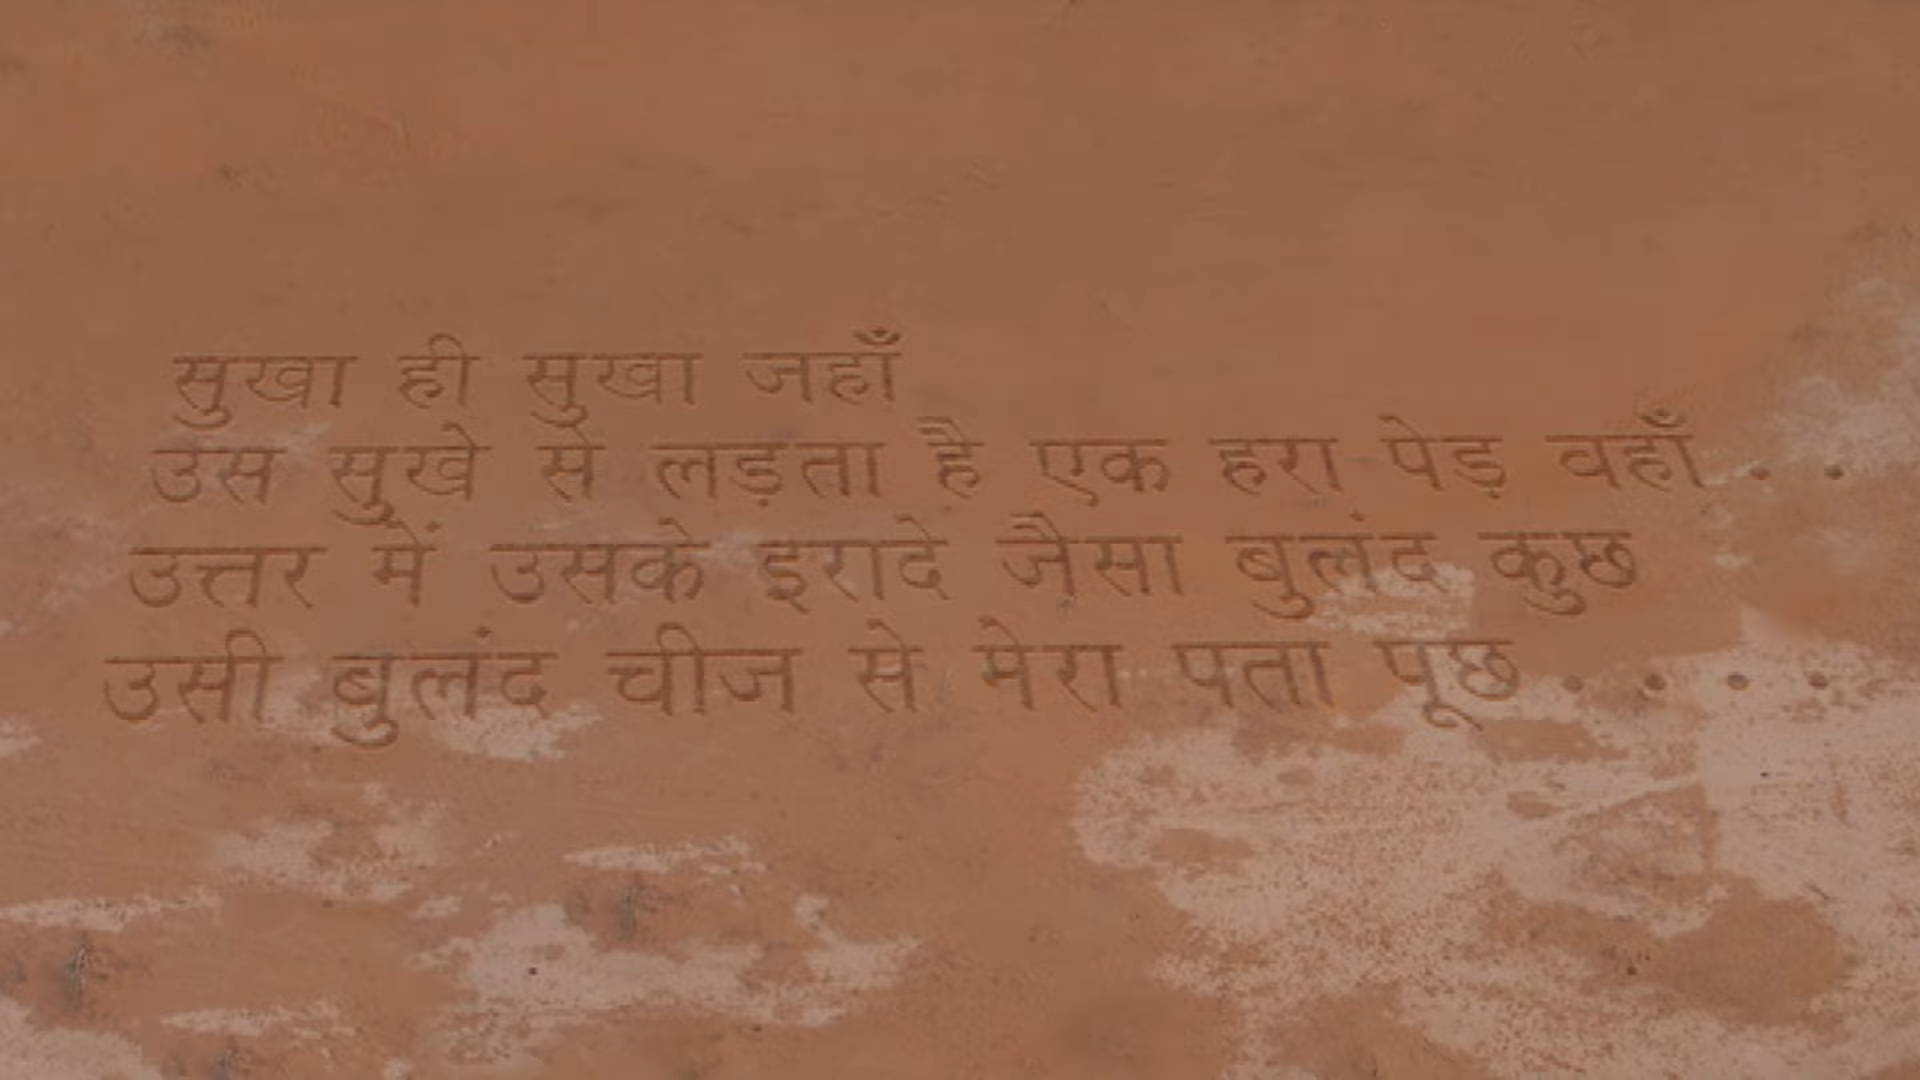 सुखा ही सुखा जहाँ
उस सुखे से लड़ता है एक हरा पेड़ वहाँ . .
उत्तर में उसके इरादे जैसा बुलंद कुछ
उसी बुलंद चीज से मेरा पता पूछ . . . .